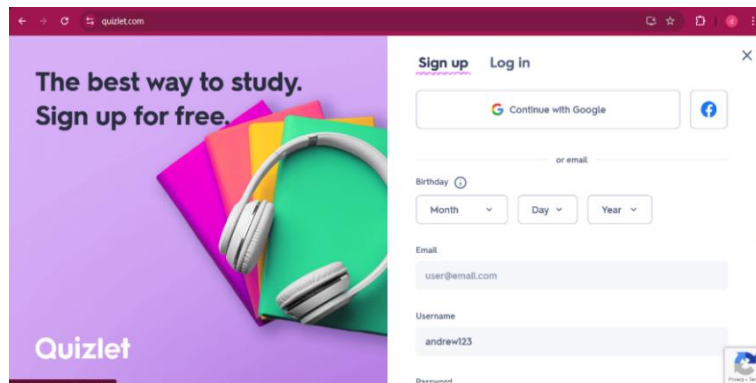 quizlet.com
The best way to study.
Sign up for free.
Quizlet
Sign up Log in
Continue with Google
or email
Birthday
Month Day Year
Email
user@email.com
Username
andrew123
Password